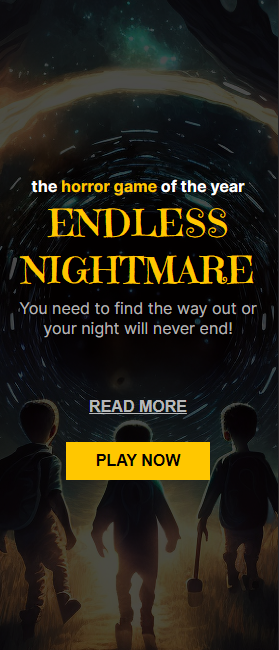 the horror game of the year
ENDLESS
NIGHTMARE
You need to find the way out or
your night will never end!
READ MORE
PLAY NOW